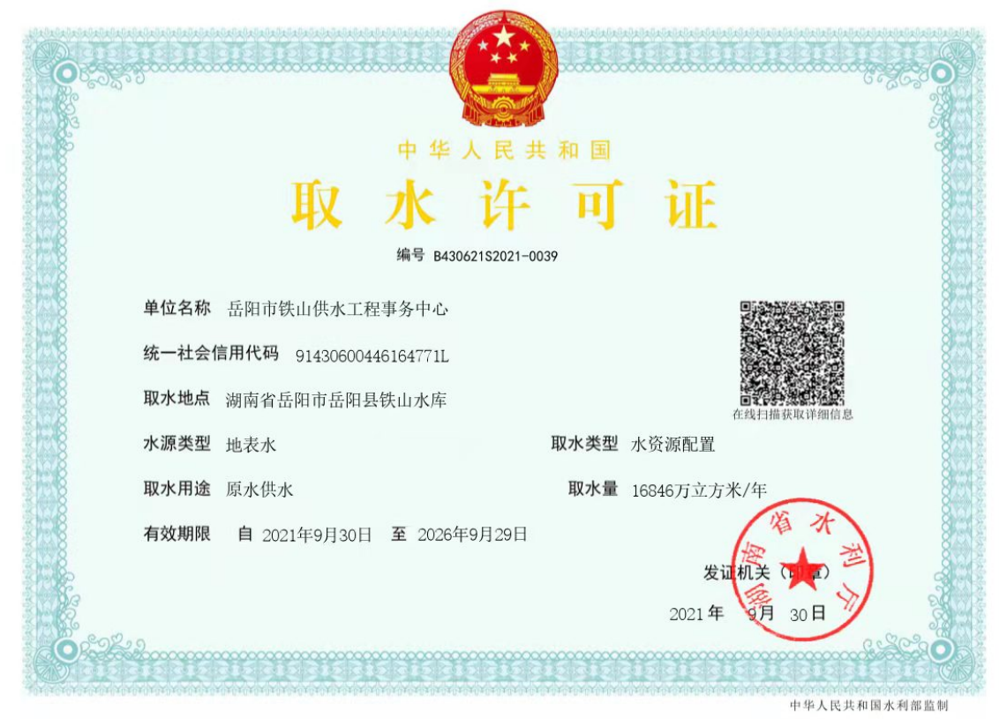 中华人民共和国
取水许可证
编号 B430621S2021-0039
单位名称 岳阳市铁山供水工程事务中心
统一社会信用代码 91430600446164771L
取水地点 湖南省岳阳市岳阳县铁山水库
在线扫描获取详细信息
水源类型 地表水 取水类型 水资源配置
取水用途 原水供水 取水量 16846万立方米/年
有效期限 自 2021年9月30日 至 2026年9月29日
湖南省水利厅
发证机关（印章）
2021 年 9月 30日
中华人民共和国水利部监制